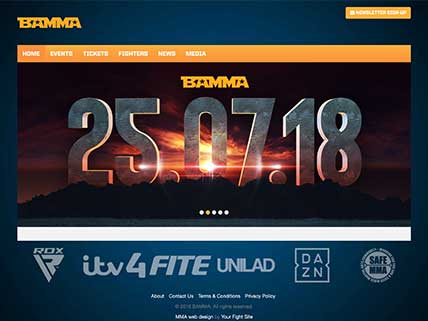 BAMMA
NEWSLETTER SIGN UP
HOME EVENTS TICKETS FIGHTERS NEWS MEDIA
BAMMA
25.07.18
RDX itv4 FITE UNILAD DAZN SAFE MMA
About Contact Us Terms & Conditions Privacy Policy
© 2018 BAMMA. All rights reserved.
MMA web design by Your Fight Site